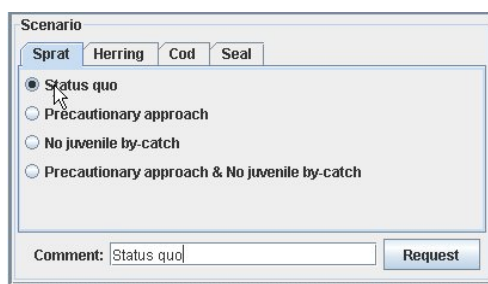 Scenario
Sprat Herring Cod Seal
Status quo
Precautionary approach
No juvenile by-catch
Precautionary approach & No juvenile by-catch
Comment: Status quo Request